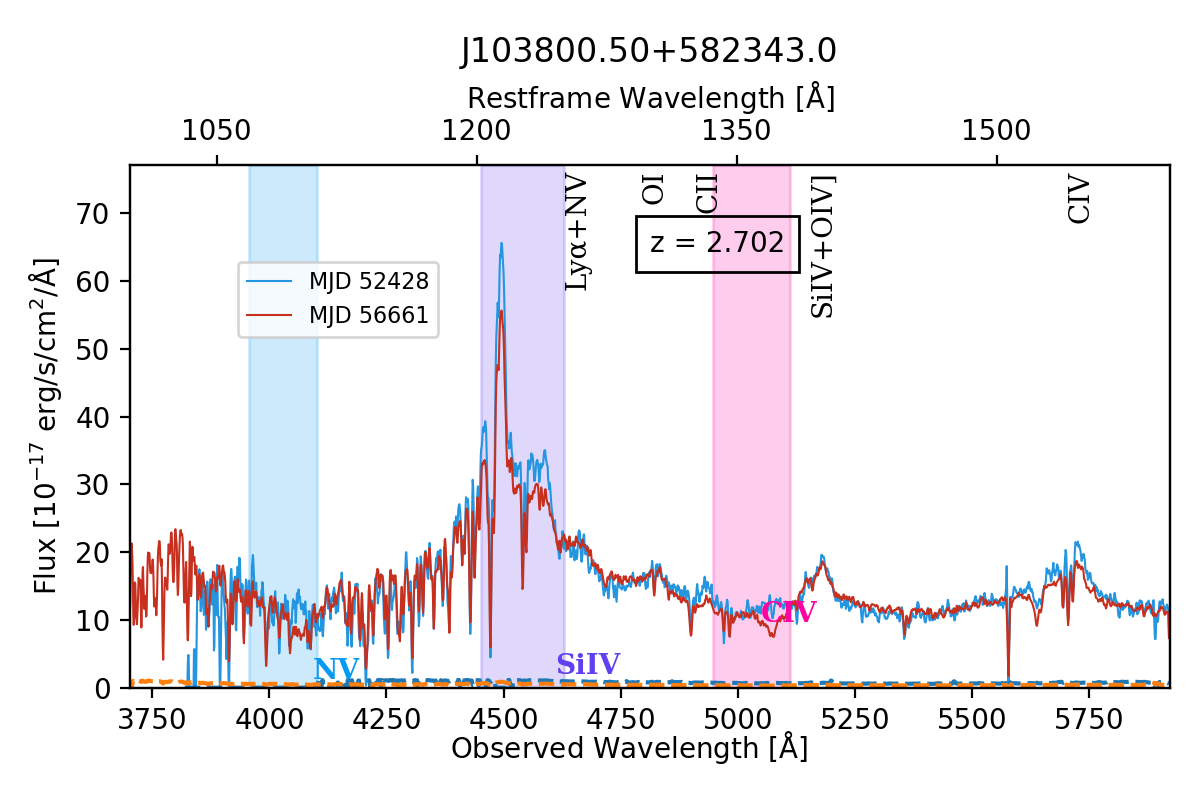 J103800.50+582343.0
Restframe Wavelength [Å]
1050 1200 1350 1500
Lyα+NV
OI
CII
SiIV+OIV]
CIV
z = 2.702
MJD 52428
MJD 56661
Flux [10⁻¹⁷ erg/s/cm²/Å]
70
60
50
40
30
20
10
0
NV
SiIV
CIV
3750 4000 4250 4500 4750 5000 5250 5500 5750
Observed Wavelength [Å]